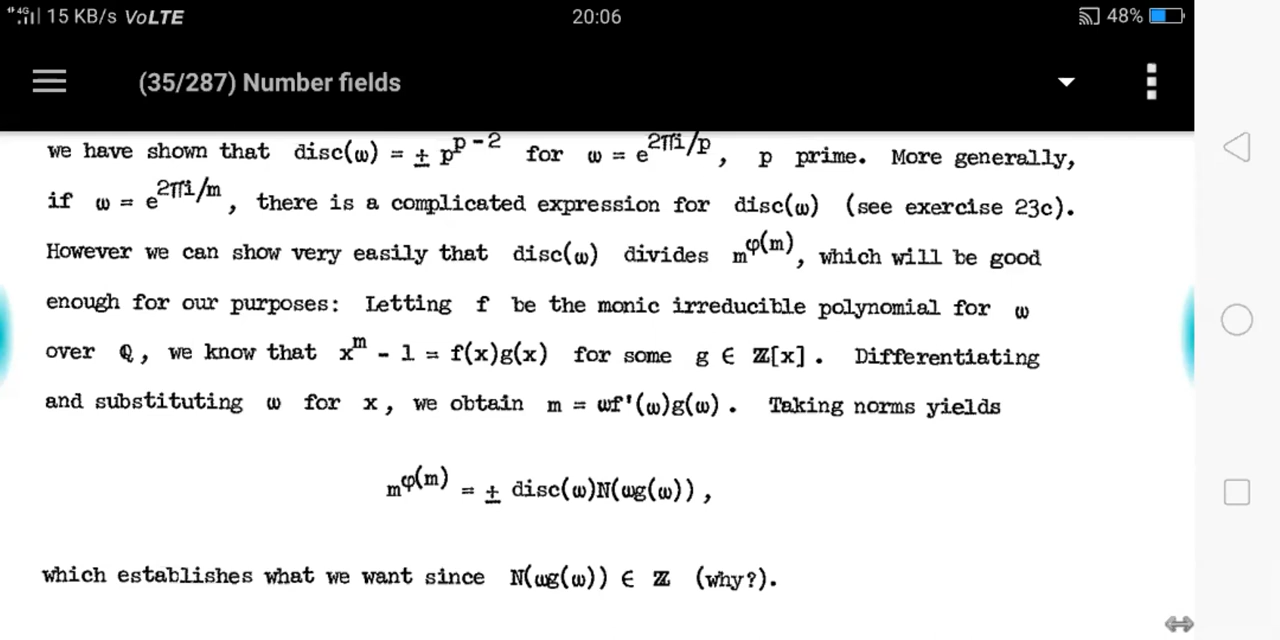 4G 15 KB/s VoLTE 20:06 48%
(35/287) Number fields
we have shown that disc(ω) = ± p^{p-2} for ω = e^{2πi/p}, p prime. More generally,
if ω = e^{2πi/m}, there is a complicated expression for disc(ω) (see exercise 23c).
However we can show very easily that disc(ω) divides m^{φ(m)}, which will be good
enough for our purposes: Letting f be the monic irreducible polynomial for ω
over ℚ, we know that x^m - 1 = f(x)g(x) for some g ∈ ℤ[x]. Differentiating
and substituting ω for x, we obtain m = ωf'(ω)g(ω). Taking norms yields
m^{φ(m)} = ± disc(ω)N(ωg(ω)),
which establishes what we want since N(ωg(ω)) ∈ ℤ (why?).